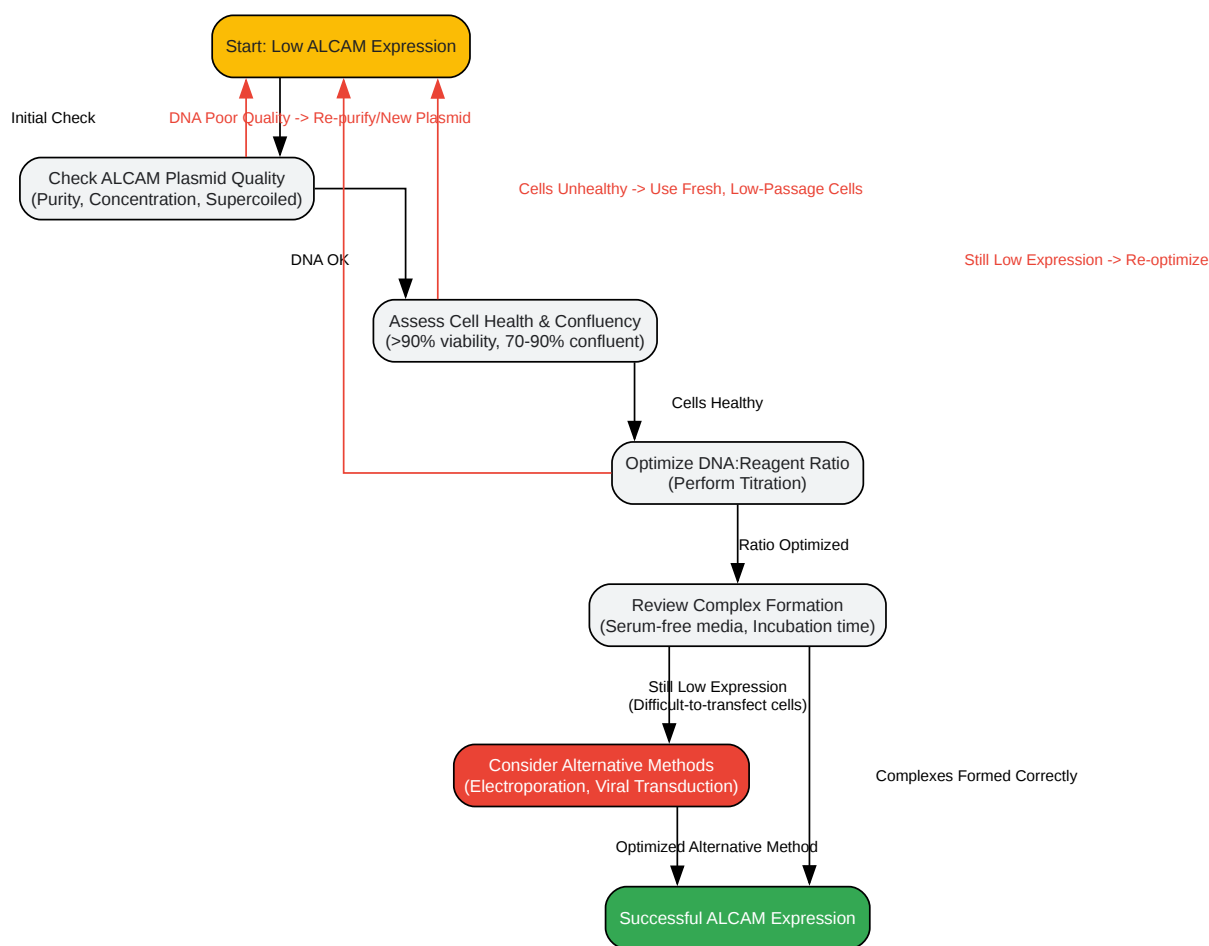 Start: Low ALCAM Expression
Initial Check
DNA Poor Quality -> Re-purify/New Plasmid
Check ALCAM Plasmid Quality
(Purity, Concentration, Supercoiled)
Cells Unhealthy -> Use Fresh, Low-Passage Cells
DNA OK
Still Low Expression -> Re-optimize
Assess Cell Health & Confluency
(>90% viability, 70-90% confluent)
Cells Healthy
Optimize DNA:Reagent Ratio
(Perform Titration)
Ratio Optimized
Review Complex Formation
(Serum-free media, Incubation time)
Still Low Expression
(Difficult-to-transfect cells)
Consider Alternative Methods
(Electroporation, Viral Transduction)
Complexes Formed Correctly
Optimized Alternative Method
Successful ALCAM Expression